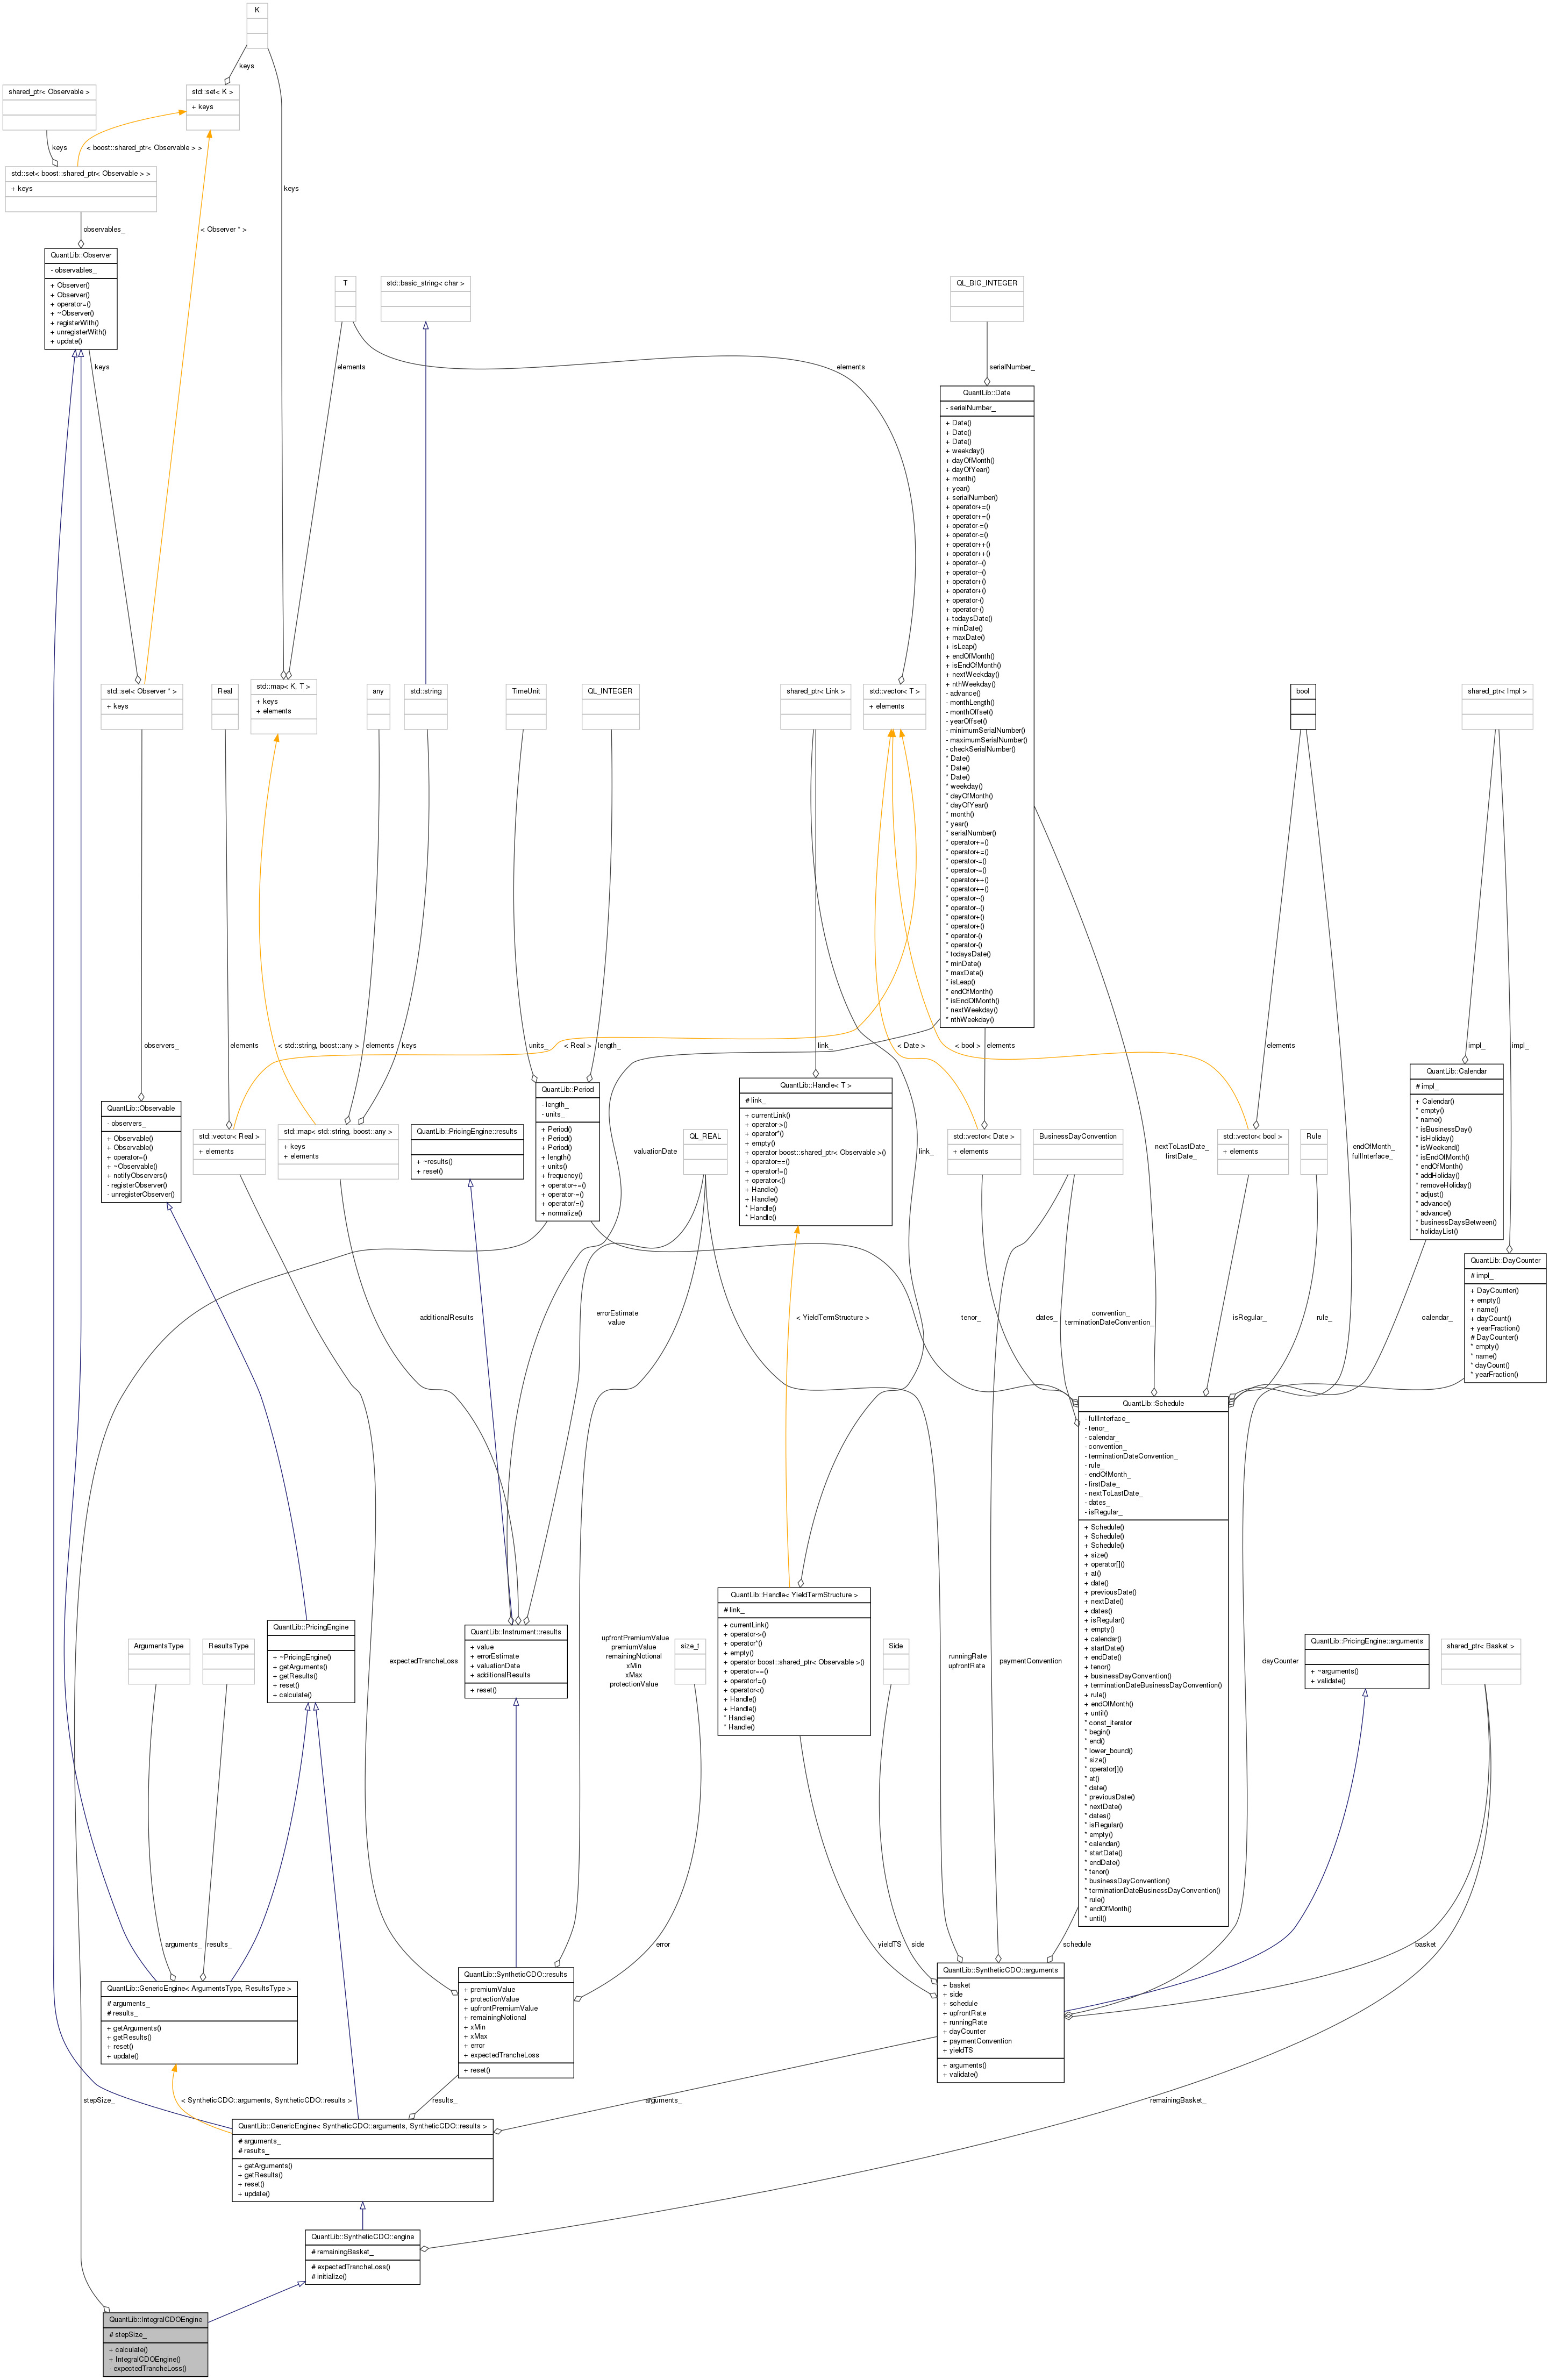 K
keys
shared_ptr< Observable >
std::set< K >
+ keys
keys
< boost::shared_ptr< Observable > >
keys
std::set< boost::shared_ptr< Observable > >
+ keys
observables_
< Observer * >
QuantLib::Observer
- observables_
+ Observer()
+ Observer()
+ operator=()
+ ~Observer()
+ registerWith()
+ unregisterWith()
+ update()
T
std::basic_string< char >
QL_BIG_INTEGER
keys
elements
elements
serialNumber_
QuantLib::Date
- serialNumber_
+ Date()
+ Date()
+ Date()
+ weekday()
+ dayOfMonth()
+ dayOfYear()
+ month()
+ year()
+ serialNumber()
+ operator+=()
+ operator+=()
+ operator-=()
+ operator-=()
+ operator++()
+ operator++()
+ operator--()
+ operator--()
+ operator+()
+ operator+()
+ operator-()
+ operator-()
+ todaysDate()
+ minDate()
+ maxDate()
+ isLeap()
+ endOfMonth()
+ isEndOfMonth()
+ nextWeekday()
+ nthWeekday()
- advance()
- monthLength()
- monthOffset()
- yearOffset()
- minimumSerialNumber()
- maximumSerialNumber()
- checkSerialNumber()
* Date()
* Date()
* Date()
* weekday()
* dayOfMonth()
* dayOfYear()
* month()
* year()
* serialNumber()
* operator+=()
* operator+=()
* operator-=()
* operator-=()
* operator++()
* operator++()
* operator--()
* operator--()
* operator+()
* operator+()
* operator-()
* operator-()
* todaysDate()
* minDate()
* maxDate()
* isLeap()
* endOfMonth()
* isEndOfMonth()
* nextWeekday()
* nthWeekday()
std::set< Observer * >
+ keys
Real
std::map< K, T >
+ keys
+ elements
any
std::string
TimeUnit
QL_INTEGER
shared_ptr< Link >
std::vector< T >
+ elements
bool
shared_ptr< Impl >
observers_
elements
< std::string, boost::any >
elements
keys
units_
< Real >
length_
link_
< Date >
< bool >
elements
elements
impl_
impl_
QuantLib::Observable
- observers_
+ Observable()
+ Observable()
+ operator=()
+ ~Observable()
+ notifyObservers()
- registerObserver()
- unregisterObserver()
std::vector< Real >
+ elements
std::map< std::string, boost::any >
+ keys
+ elements
QuantLib::PricingEngine::results
+ ~results()
+ reset()
QuantLib::Period
- length_
- units_
+ Period()
+ Period()
+ Period()
+ Period()
+ length()
+ units()
+ frequency()
+ operator+=()
+ operator-=()
+ operator/=()
+ normalize()
valuationDate
QL_REAL
QuantLib::Handle< T >
# link_
+ currentLink()
+ operator->()
+ operator*()
+ empty()
+ operator boost::shared_ptr< Observable >()
+ operator==()
+ operator!=()
+ operator<()
+ Handle()
+ Handle()
* Handle()
* Handle()
link_
std::vector< Date >
+ elements
BusinessDayConvention
nextToLastDate_
firstDate_
std::vector< bool >
+ elements
Rule
endOfMonth_
fullInterface_
QuantLib::Calendar
# impl_
+ Calendar()
* empty()
* name()
* isBusinessDay()
* isHoliday()
* isWeekend()
* isEndOfMonth()
* endOfMonth()
* addHoliday()
* removeHoliday()
* adjust()
* advance()
* advance()
* businessDaysBetween()
* holidayList()
QuantLib::DayCounter
# impl_
+ DayCounter()
+ empty()
+ name()
+ dayCount()
+ yearFraction()
# DayCounter()
* empty()
* name()
* dayCount()
* yearFraction()
additionalResults
errorEstimate
value
< YieldTermStructure >
tenor_
dates_
convention_
terminationDateConvention_
isRegular_
rule_
calendar_
QuantLib::Schedule
- fullInterface_
- tenor_
- calendar_
- convention_
- terminationDateConvention_
- rule_
- endOfMonth_
- firstDate_
- nextToLastDate_
- dates_
- isRegular_
+ Schedule()
+ Schedule()
+ Schedule()
+ size()
+ operator[]()
+ at()
+ date()
+ previousDate()
+ nextDate()
+ dates()
+ isRegular()
+ empty()
+ calendar()
+ startDate()
+ endDate()
+ tenor()
+ businessDayConvention()
+ terminationDateBusinessDayConvention()
+ rule()
+ endOfMonth()
+ until()
* const_iterator
* begin()
* end()
* lower_bound()
* size()
* operator[]()
* at()
* date()
* previousDate()
* nextDate()
* dates()
* isRegular()
* empty()
* calendar()
* startDate()
* endDate()
* tenor()
* businessDayConvention()
* terminationDateBusinessDayConvention()
* rule()
* endOfMonth()
* until()
ArgumentsType
ResultsType
QuantLib::PricingEngine
+ ~PricingEngine()
+ getArguments()
+ getResults()
+ reset()
+ calculate()
expectedTrancheLoss
QuantLib::Instrument::results
+ value
+ errorEstimate
+ valuationDate
+ additionalResults
+ reset()
upfrontPremiumValue
premiumValue
remainingNotional
xMin
xMax
protectionValue
size_t
QuantLib::Handle< YieldTermStructure >
# link_
+ currentLink()
+ operator->()
+ operator*()
+ empty()
+ operator boost::shared_ptr< Observable >()
+ operator==()
+ operator!=()
+ operator<()
+ Handle()
+ Handle()
* Handle()
* Handle()
Side
runningRate
upfrontRate
paymentConvention
dayCounter
QuantLib::PricingEngine::arguments
+ ~arguments()
+ validate()
shared_ptr< Basket >
arguments_
results_
error
yieldTS
side
schedule
basket
QuantLib::GenericEngine< ArgumentsType, ResultsType >
# arguments_
# results_
+ getArguments()
+ getResults()
+ reset()
+ update()
QuantLib::SyntheticCDO::results
+ premiumValue
+ protectionValue
+ upfrontPremiumValue
+ remainingNotional
+ xMin
+ xMax
+ error
+ expectedTrancheLoss
+ reset()
QuantLib::SyntheticCDO::arguments
+ basket
+ side
+ schedule
+ upfrontRate
+ runningRate
+ dayCounter
+ paymentConvention
+ yieldTS
+ arguments()
+ validate()
stepSize_
< SyntheticCDO::arguments, SyntheticCDO::results >
results_
arguments_
remainingBasket_
QuantLib::GenericEngine< SyntheticCDO::arguments, SyntheticCDO::results >
# arguments_
# results_
+ getArguments()
+ getResults()
+ reset()
+ update()
QuantLib::SyntheticCDO::engine
# remainingBasket_
# expectedTrancheLoss()
# initialize()
QuantLib::IntegralCDOEngine
# stepSize_
+ calculate()
+ IntegralCDOEngine()
- expectedTrancheLoss()